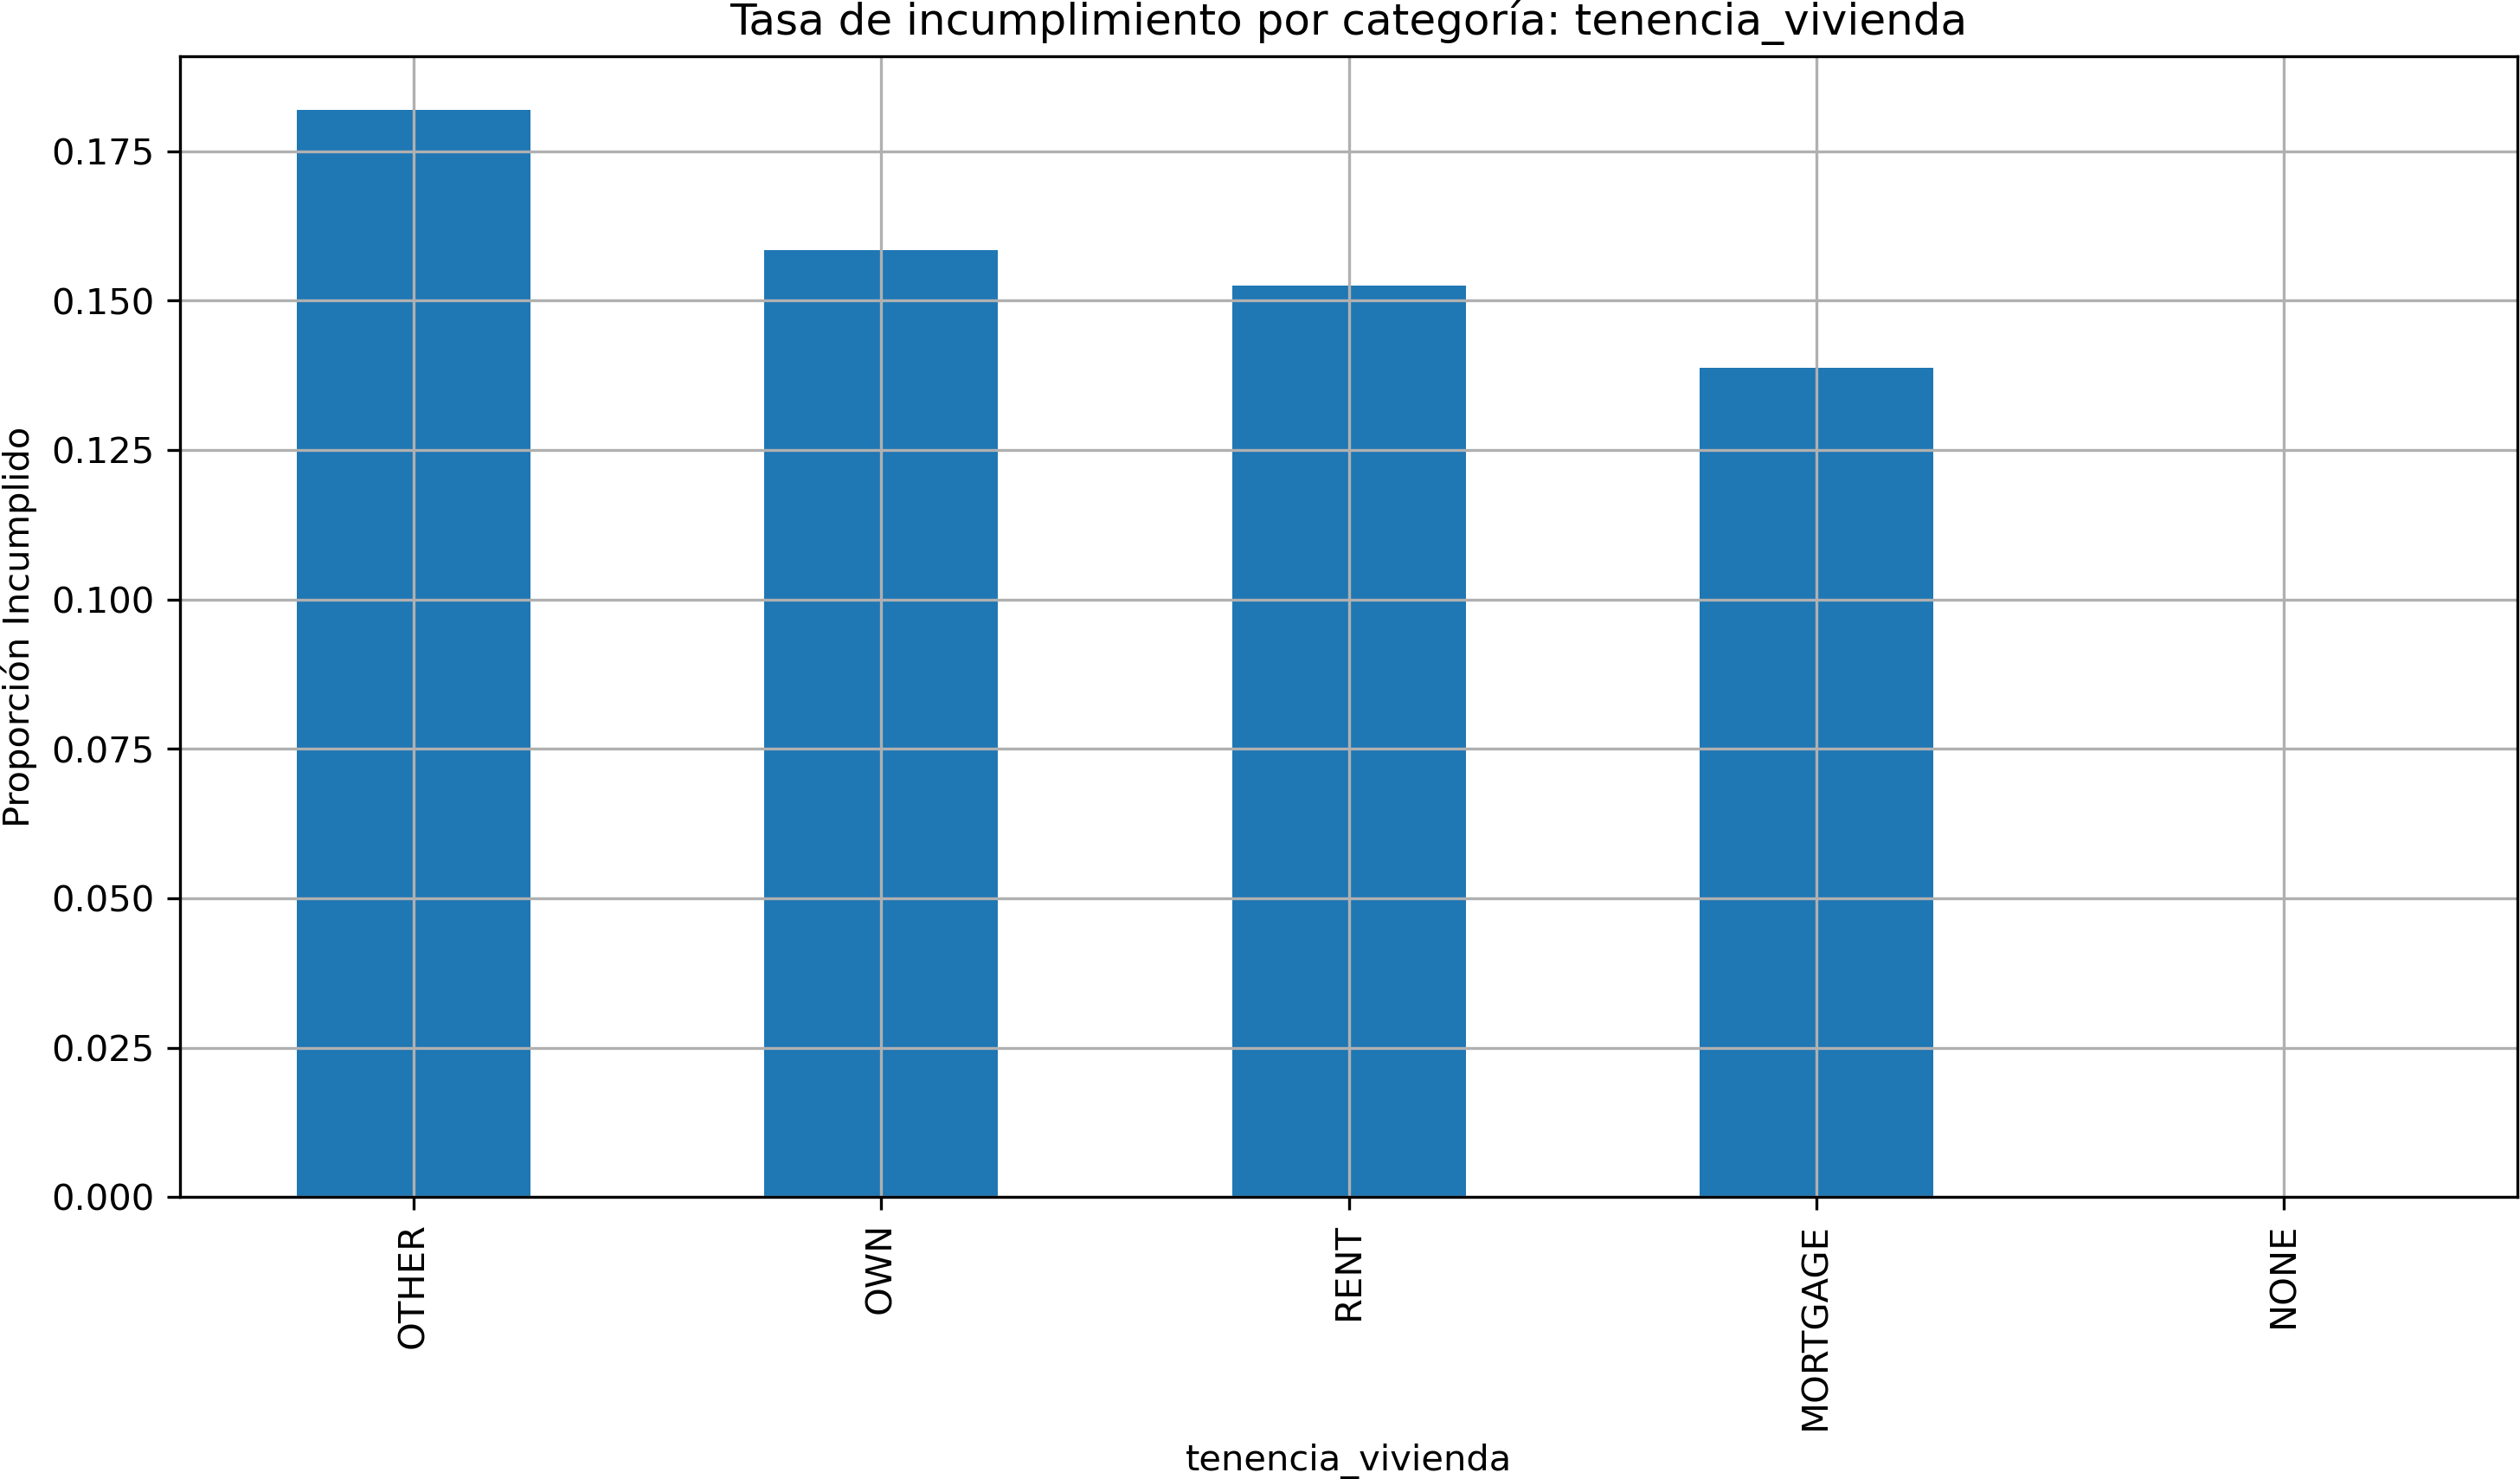 Tasa de incumplimiento por categoría: tenencia_vivienda
Proporción Incumplido
0.175
0.150
0.125
0.100
0.075
0.050
0.025
0.000
OTHER
OWN
RENT
MORTGAGE
NONE
tenencia_vivienda